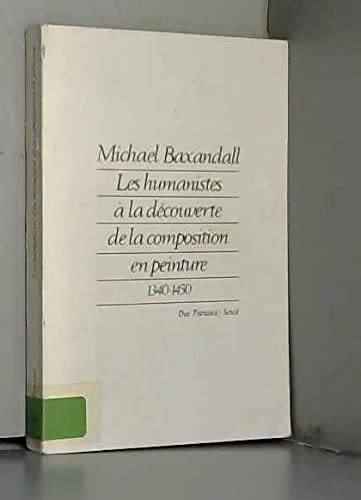 Michael Baxandall
Les humanistes
à la découverte
de la composition
en peinture
1340-1450
Des Travaux / Seuil